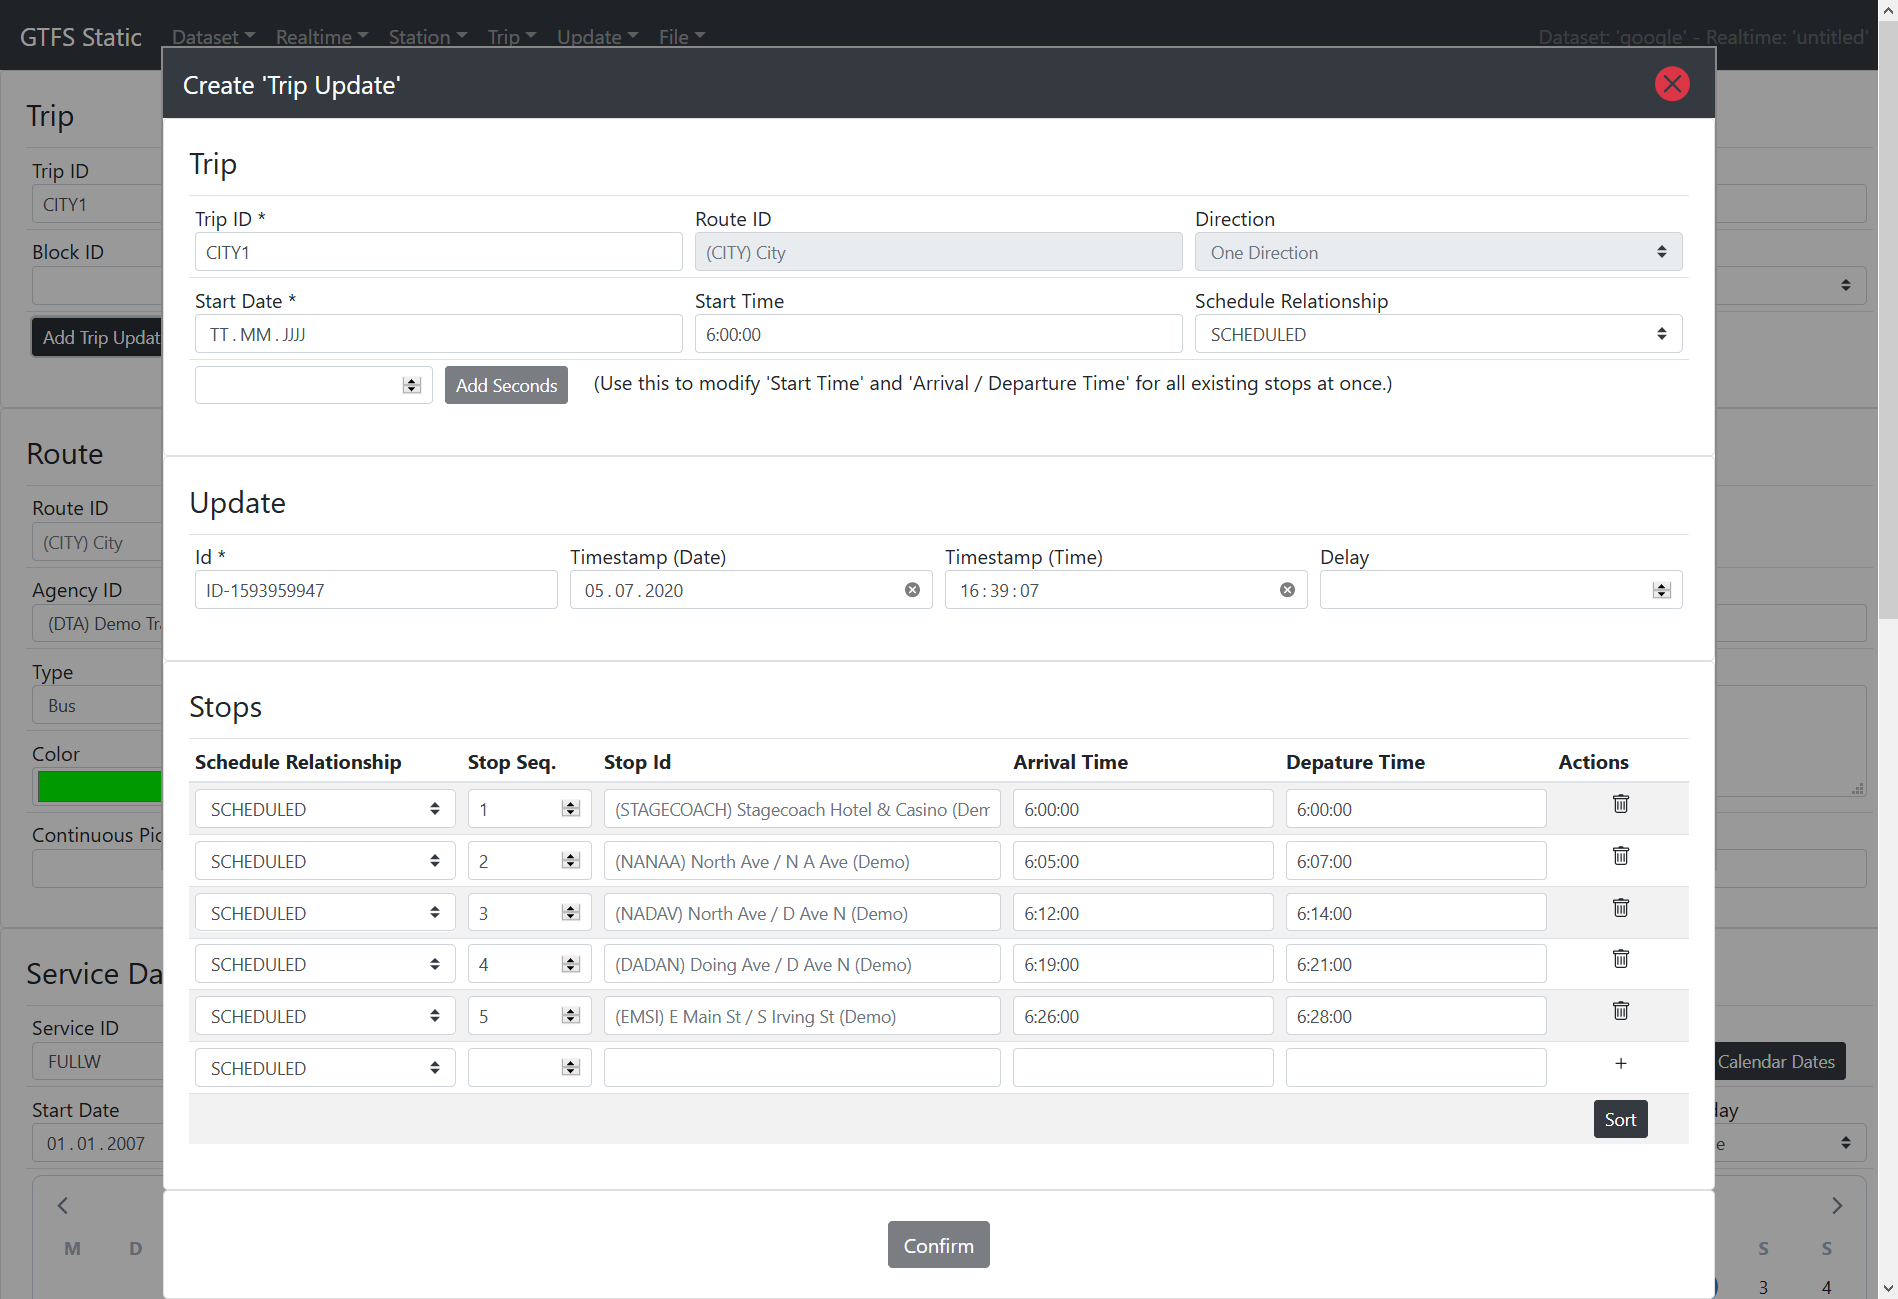 GTFS Static Dataset Realtime Station Trip Update File Dataset: 'google' - Realtime: 'untitled'
Create 'Trip Update'
Trip
Trip ID
CITY1
Block ID
Add Trip Updat
Route
Route ID
(CITY) City
Agency ID
(DTA) Demo Tra
Type
Bus
Color
Continuous Pic
Service Da
Service ID
FULLW
Start Date
01.01.2007
M D
Trip
Trip ID * Route ID Direction
CITY1 (CITY) City One Direction
Start Date * Start Time Schedule Relationship
TT.MM.JJJJ 6:00:00 SCHEDULED
Add Seconds (Use this to modify 'Start Time' and 'Arrival / Departure Time' for all existing stops at once.)
Update
Id * Timestamp (Date) Timestamp (Time) Delay
ID-1593959947 05.07.2020 16:39:07
Stops
Schedule Relationship Stop Seq. Stop Id Arrival Time Depature Time Actions
SCHEDULED 1 (STAGECOACH) Stagecoach Hotel & Casino (Dem 6:00:00 6:00:00
SCHEDULED 2 (NANAA) North Ave / N A Ave (Demo) 6:05:00 6:07:00
SCHEDULED 3 (NADAV) North Ave / D Ave N (Demo) 6:12:00 6:14:00
SCHEDULED 4 (DADAN) Doing Ave / D Ave N (Demo) 6:19:00 6:21:00
SCHEDULED 5 (EMSI) E Main St / S Irving St (Demo) 6:26:00 6:28:00
SCHEDULED +
Sort
Confirm
Calendar Dates
day
e
S S
3 4